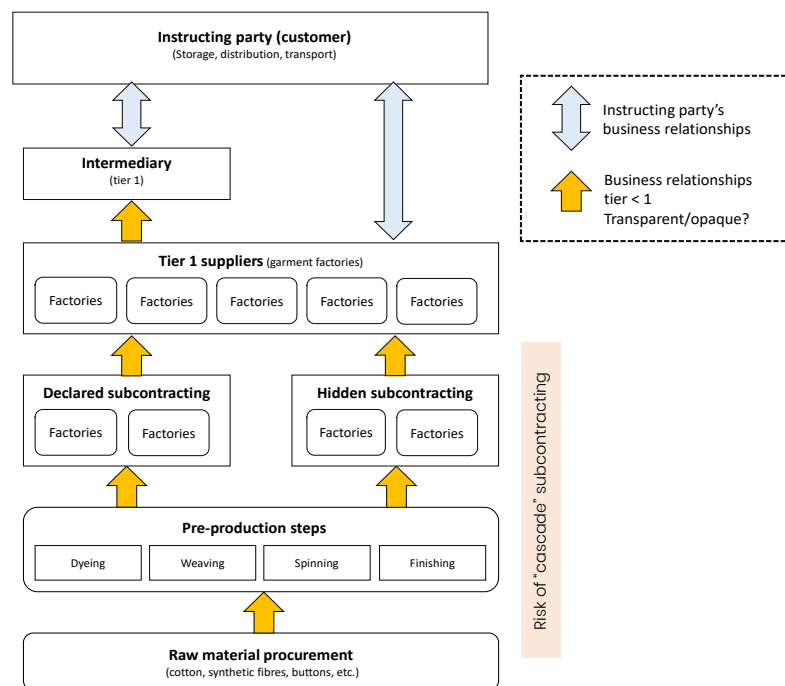 Instructing party (customer)
(Storage, distribution, transport)
Instructing party's
business relationships
Intermediary
(tier 1)
Business relationships
tier < 1
Transparent/opaque?
Tier 1 suppliers (garment factories)
Factories
Factories
Factories
Factories
Factories
Declared subcontracting
Factories
Factories
Hidden subcontracting
Factories
Factories
Risk of "cascade" subcontracting
Pre-production steps
Dyeing
Weaving
Spinning
Finishing
Raw material procurement
(cotton, synthetic fibres, buttons, etc.)